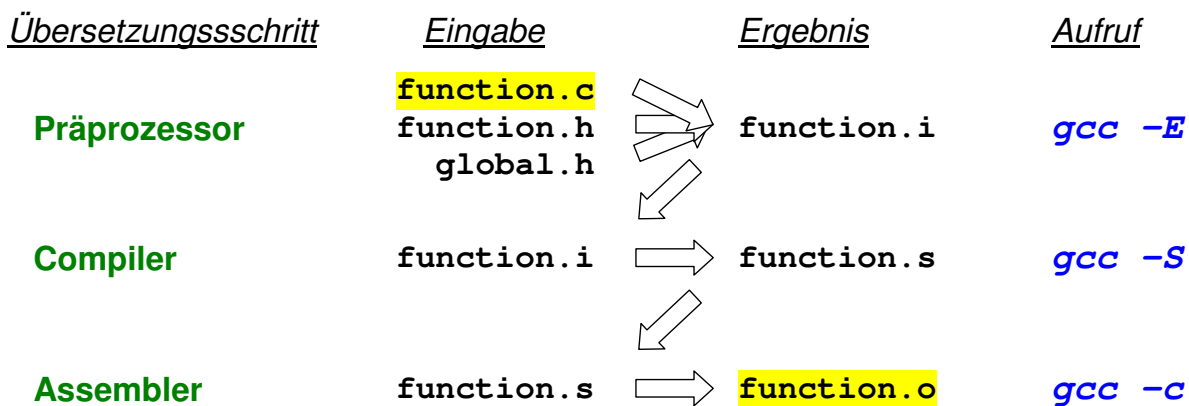 Übersetzungssschritt Eingabe Ergebnis Aufruf
function.c
Präprozessor function.h function.i gcc -E
global.h
Compiler function.i function.s gcc -S
Assembler function.s function.o gcc -c